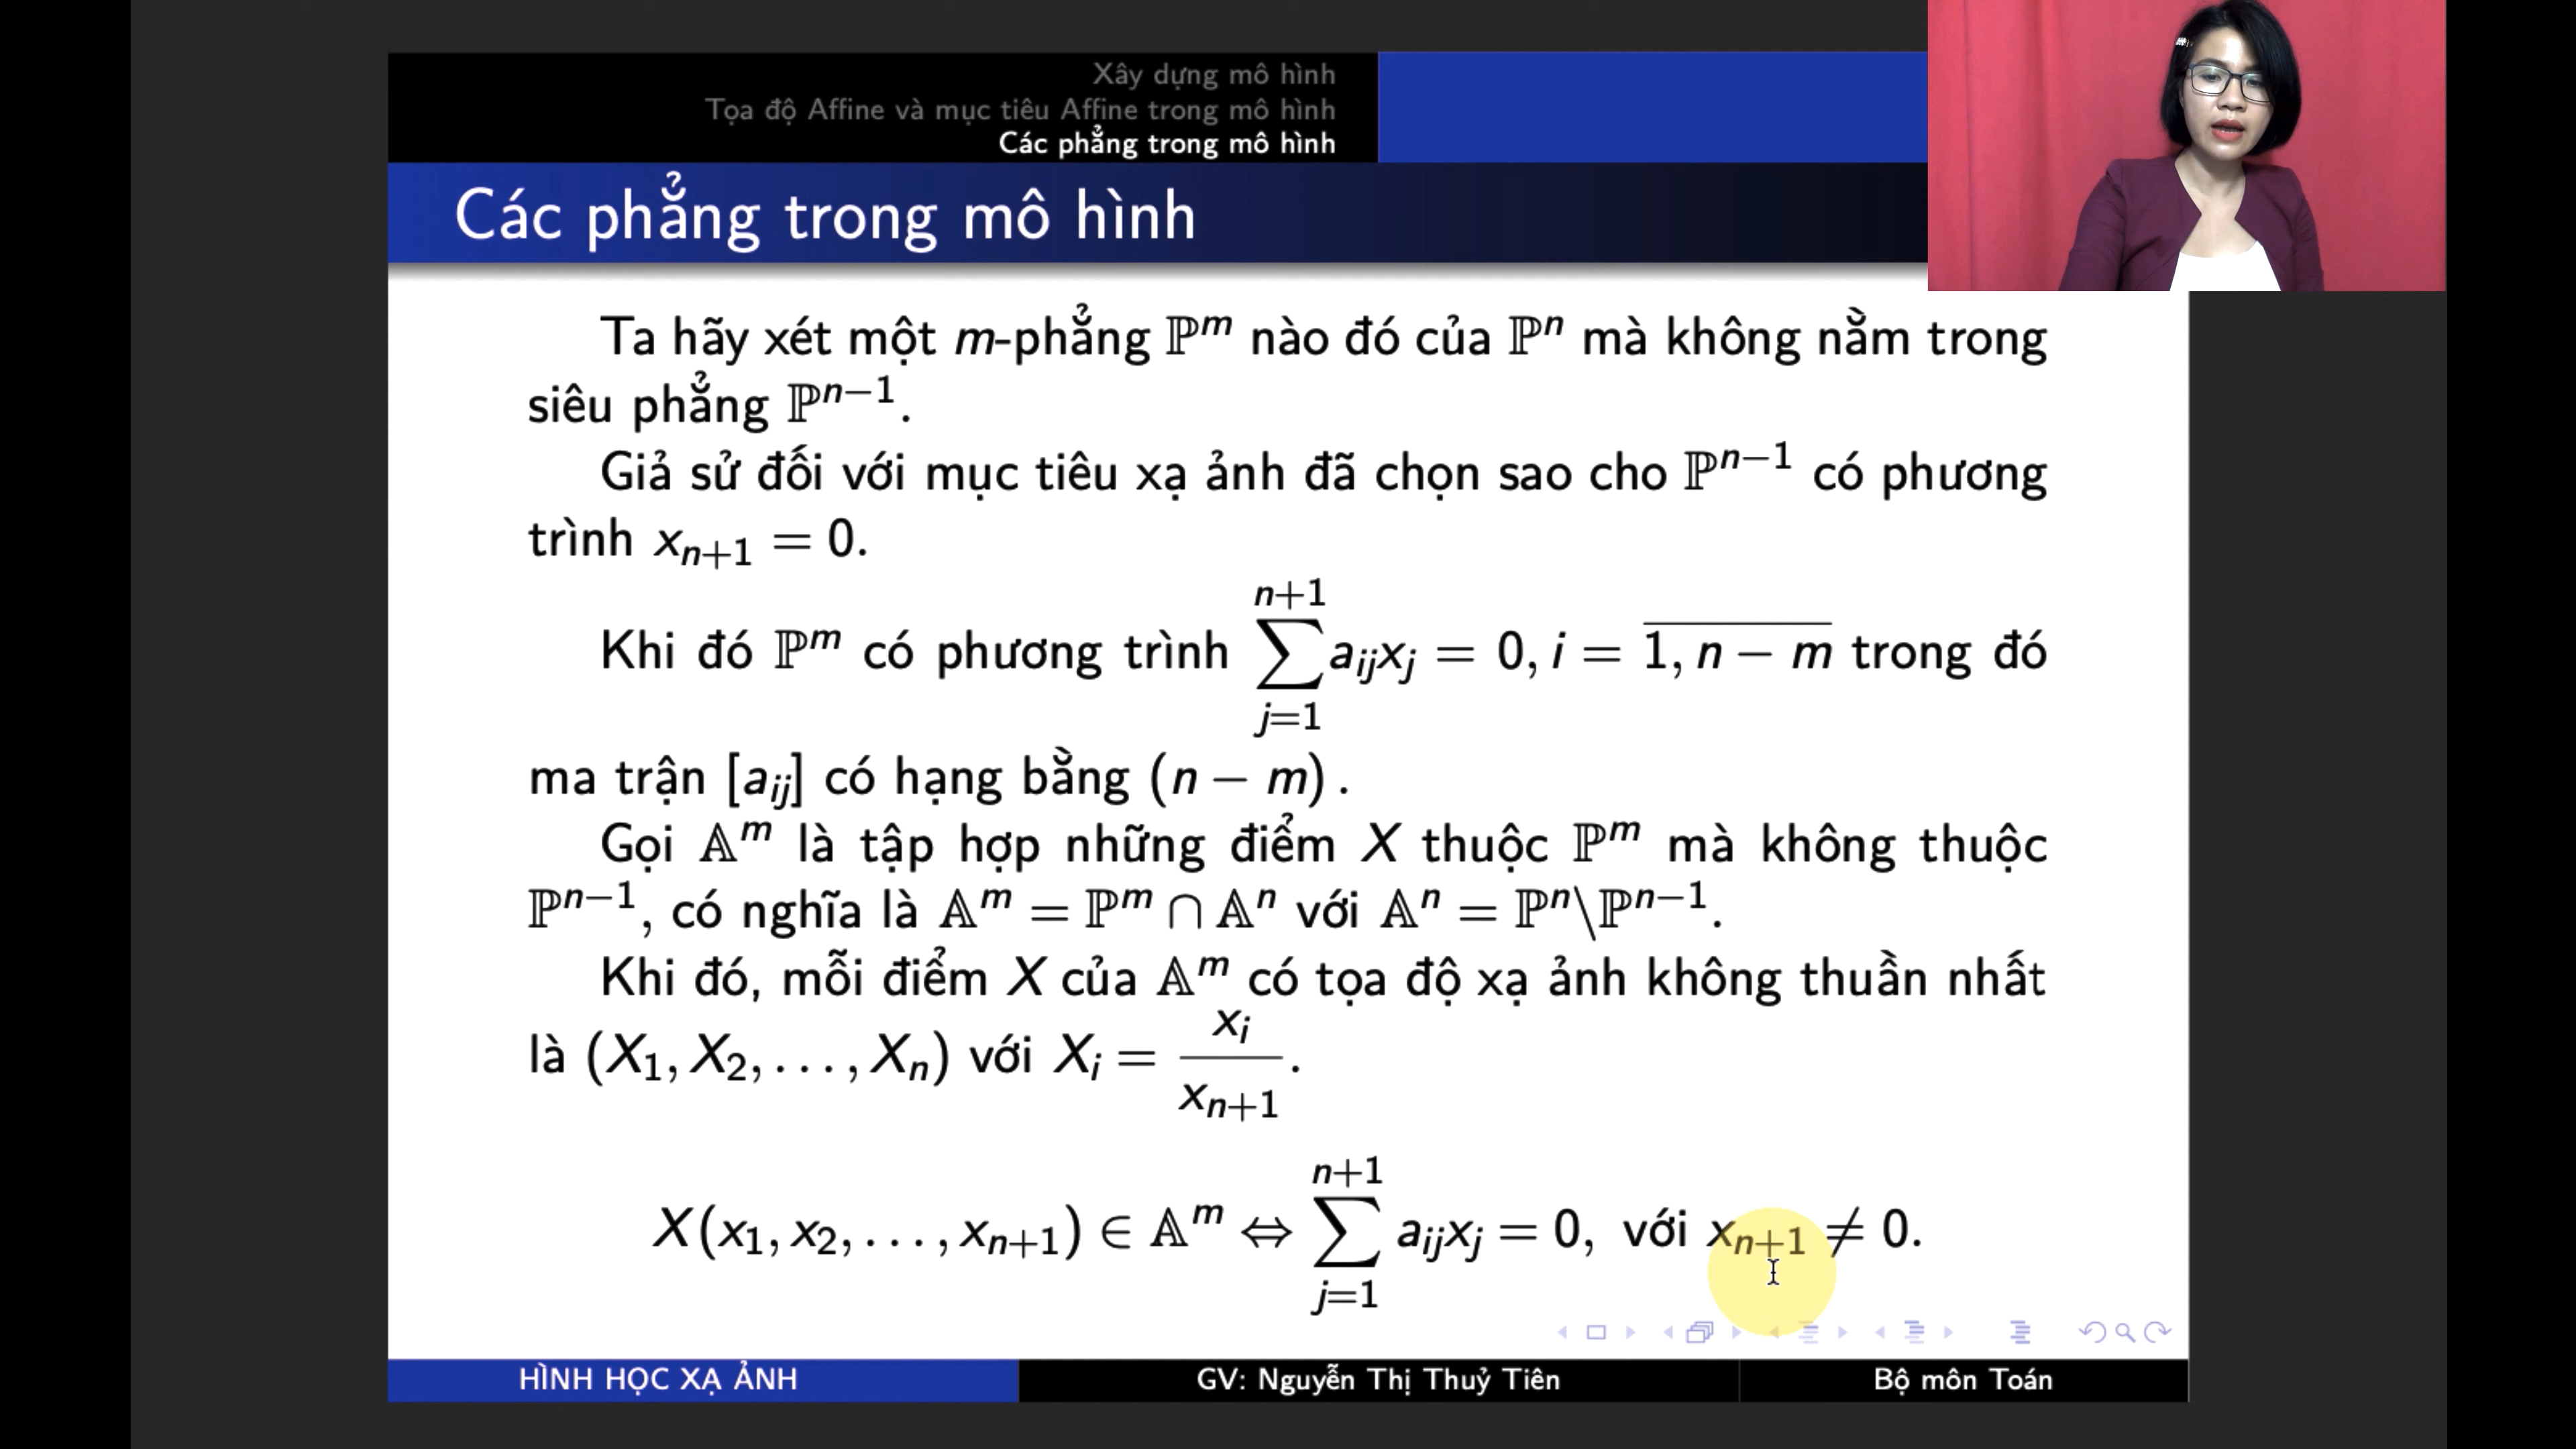 Xây dựng mô hình
Tọa độ Affine và mục tiêu Affine trong mô hình
Các phẳng trong mô hình
Các phẳng trong mô hình
Ta hãy xét một m-phẳng ℙ^m nào đó của ℙ^n mà không nằm trong
siêu phẳng ℙ^{n−1}.
Giả sử đối với mục tiêu xạ ảnh đã chọn sao cho ℙ^{n−1} có phương
trình x_{n+1} = 0.
Khi đó ℙ^m có phương trình \sum_{j=1}^{n+1} a_{ij}x_j = 0, i = \overline{1, n − m} trong đó
ma trận [a_{ij}] có hạng bằng (n − m).
Gọi 𝔸^m là tập hợp những điểm X thuộc ℙ^m mà không thuộc
ℙ^{n−1}, có nghĩa là 𝔸^m = ℙ^m ∩ 𝔸^n với 𝔸^n = ℙ^n\ℙ^{n−1}.
Khi đó, mỗi điểm X của 𝔸^m có tọa độ xạ ảnh không thuần nhất
là (X_1, X_2, . . . , X_n) với X_i = \frac{x_i}{x_{n+1}}.
X(x_1, x_2, . . . , x_{n+1}) ∈ 𝔸^m ⇔ \sum_{j=1}^{n+1} a_{ij}x_j = 0, với x_{n+1} ≠ 0.
HÌNH HỌC XẠ ẢNH
GV: Nguyễn Thị Thuỷ Tiên
Bộ môn Toán